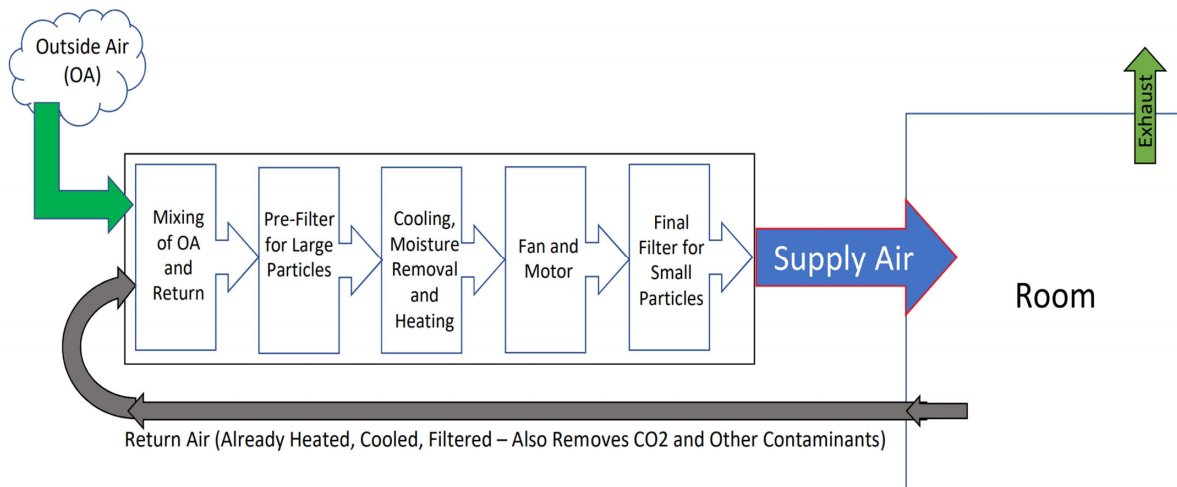 Outside Air
(OA)
Mixing
of OA
and
Return
Pre-Filter
for Large
Particles
Cooling,
Moisture
Removal
and
Heating
Fan and
Motor
Final
Filter for
Small
Particles
Supply Air
Room
Exhaust
Return Air (Already Heated, Cooled, Filtered – Also Removes CO2 and Other Contaminants)